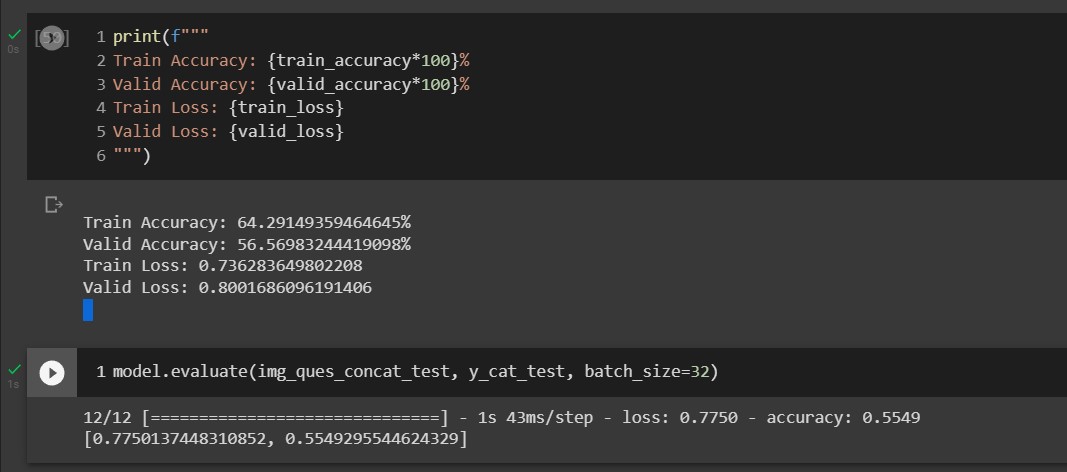 [59] 1 print(f"""
0s 2 Train Accuracy: {train_accuracy*100}%
3 Valid Accuracy: {valid_accuracy*100}%
4 Train Loss: {train_loss}
5 Valid Loss: {valid_loss}
6 """)
Train Accuracy: 64.29149359464645%
Valid Accuracy: 56.56983244419098%
Train Loss: 0.736283649802208
Valid Loss: 0.8001686096191406
1 model.evaluate(img_ques_concat_test, y_cat_test, batch_size=32)
1s
12/12 [==============================] - 1s 43ms/step - loss: 0.7750 - accuracy: 0.5549
[0.7750137448310852, 0.5549295544624329]